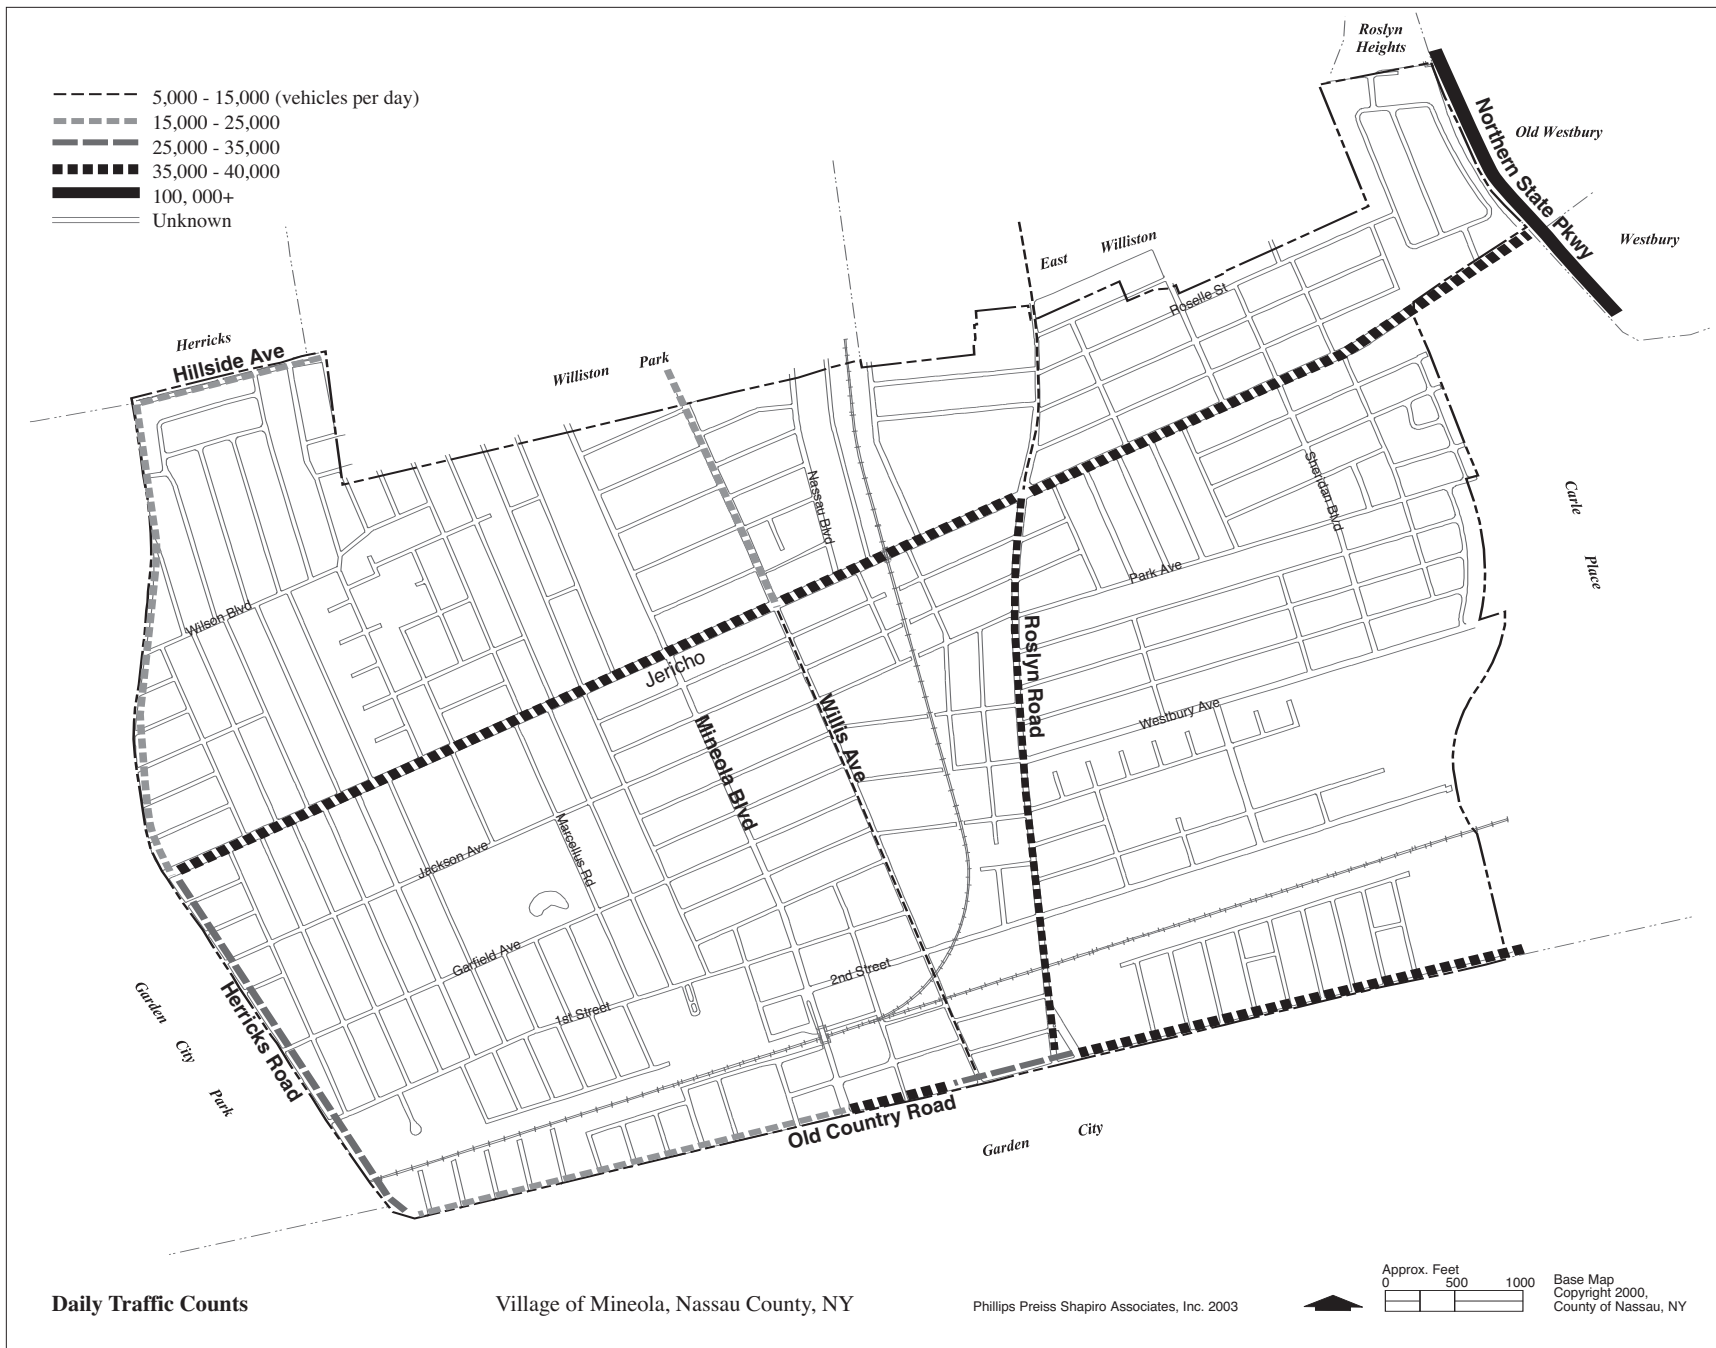 Roslyn
Heights
5,000 - 15,000 (vehicles per day)
15,000 - 25,000
25,000 - 35,000
35,000 - 40,000
100, 000+
Unknown
Northern State Pkwy
Old Westbury
Westbury
East Williston
Roselle St
Herricks
Hillside Ave
Williston Park
Nassau Blvd
Sheridan Blvd
Carle Place
Park Ave
Wilson Blvd
Jericho
Roslyn Road
Westbury Ave
Mineola Blvd
Willis Ave
Marcellus Rd
Jackson Ave
Garfield Ave
2nd Street
1st Street
Herricks Road
Garden City Park
Old Country Road
Garden City
Daily Traffic Counts
Village of Mineola, Nassau County, NY
Phillips Preiss Shapiro Associates, Inc. 2003
Approx. Feet
0 500 1000
Base Map
Copyright 2000,
County of Nassau, NY